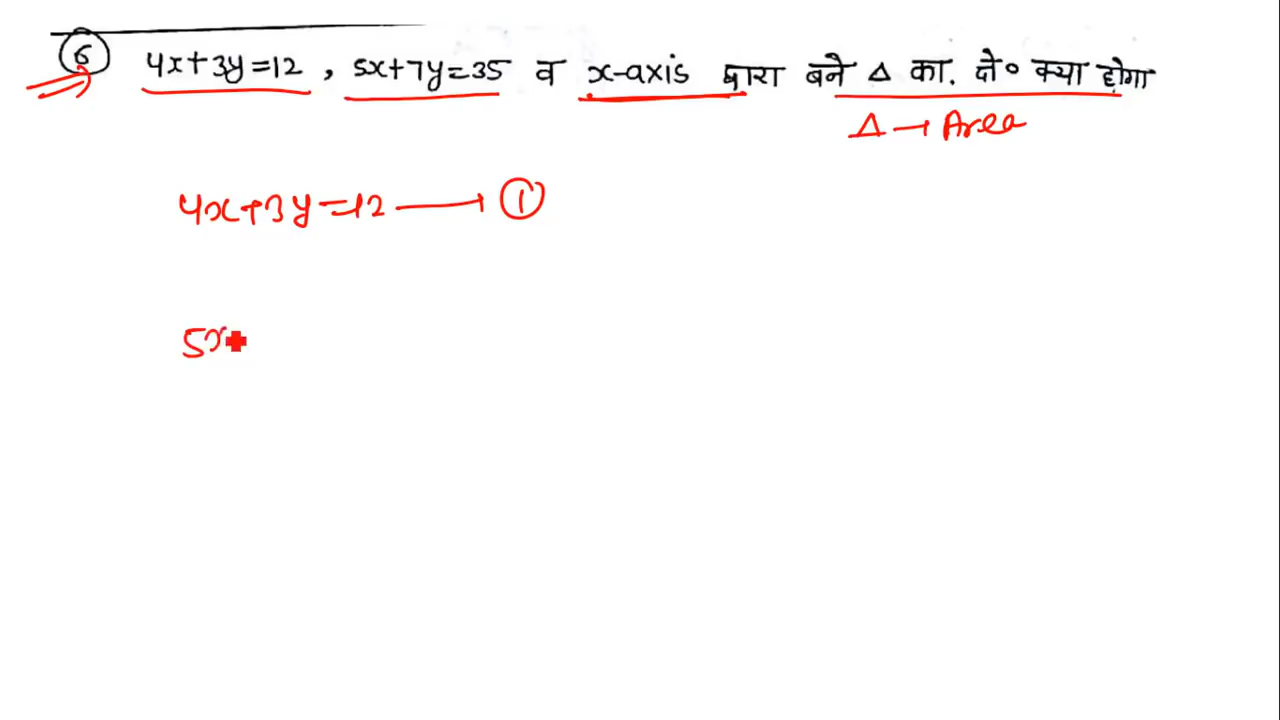 ⑥ 4x+3y=12 , 5x+7y=35 व x-axis द्वारा बने Δ का. क्षे० क्या होगा
Δ → Area
4x+3y=12 → ①
5x+